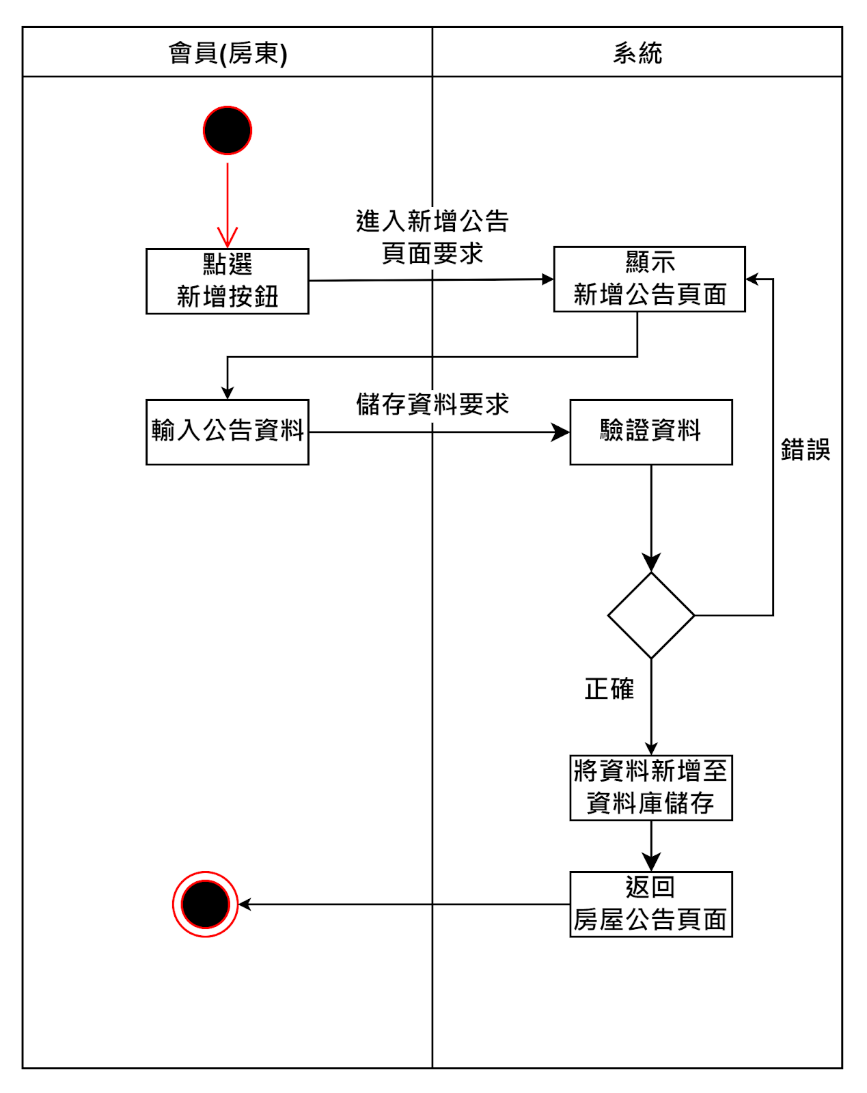 會員(房東)
系統
進入新增公告
頁面要求
點選
新增按鈕
顯示
新增公告頁面
儲存資料要求
輸入公告資料
驗證資料
錯誤
正確
將資料新增至
資料庫儲存
返回
房屋公告頁面